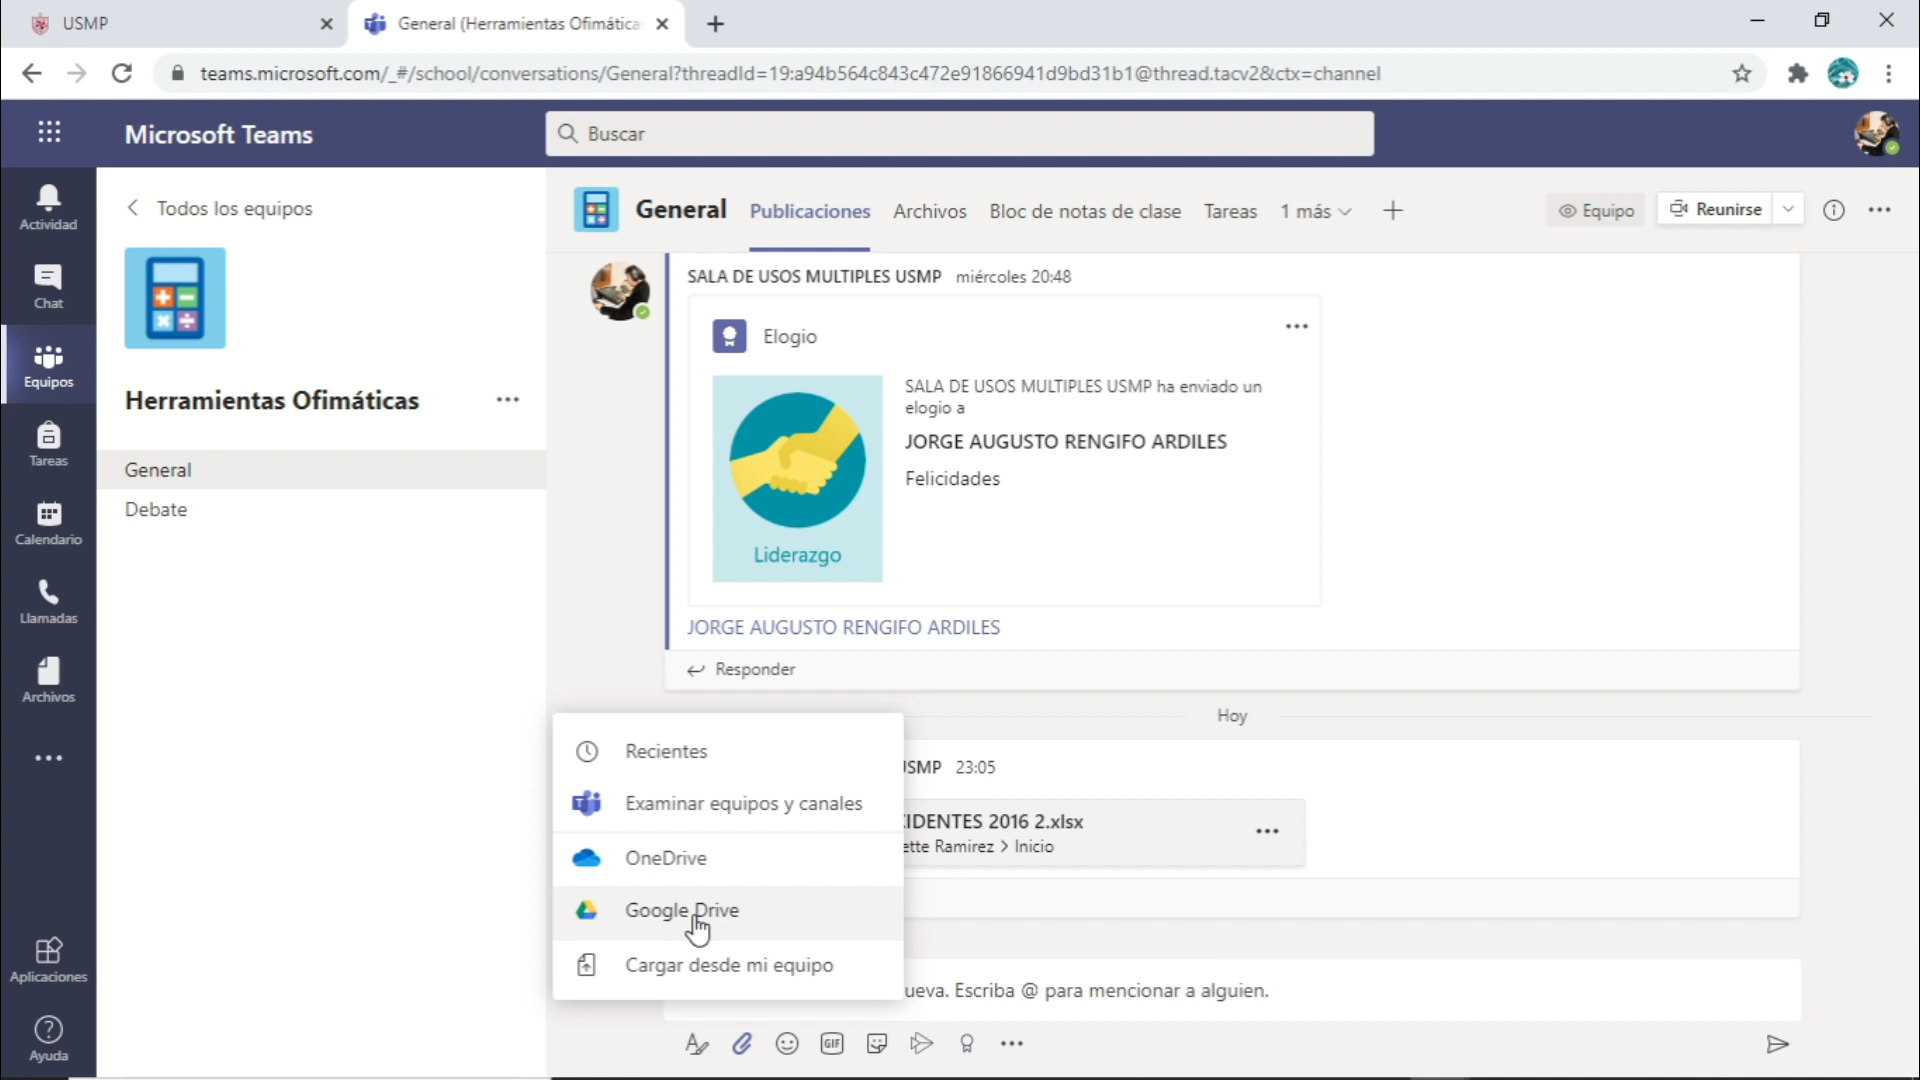 USMP
General (Herramientas Ofimática
teams.microsoft.com/_#/school/conversations/General?threadId=19:a94b564c843c472e91866941d9bd31b1@thread.tacv2&ctx=channel
Microsoft Teams
Buscar
Actividad
Chat
Equipos
Tareas
Calendario
Llamadas
Archivos
Aplicaciones
Ayuda
Todos los equipos
Herramientas Ofimáticas
General
Debate
General Publicaciones Archivos Bloc de notas de clase Tareas 1 más
Equipo
Reunirse
SALA DE USOS MULTIPLES USMP miércoles 20:48
Elogio
Liderazgo
SALA DE USOS MULTIPLES USMP ha enviado un
elogio a
JORGE AUGUSTO RENGIFO ARDILES
Felicidades
JORGE AUGUSTO RENGIFO ARDILES
Responder
Hoy
Recientes
Examinar equipos y canales
OneDrive
Google Drive
Cargar desde mi equipo
USMP 23:05
CIDENTES 2016 2.xlsx
ette Ramirez > Inicio
ueva. Escriba @ para mencionar a alguien.
GIF